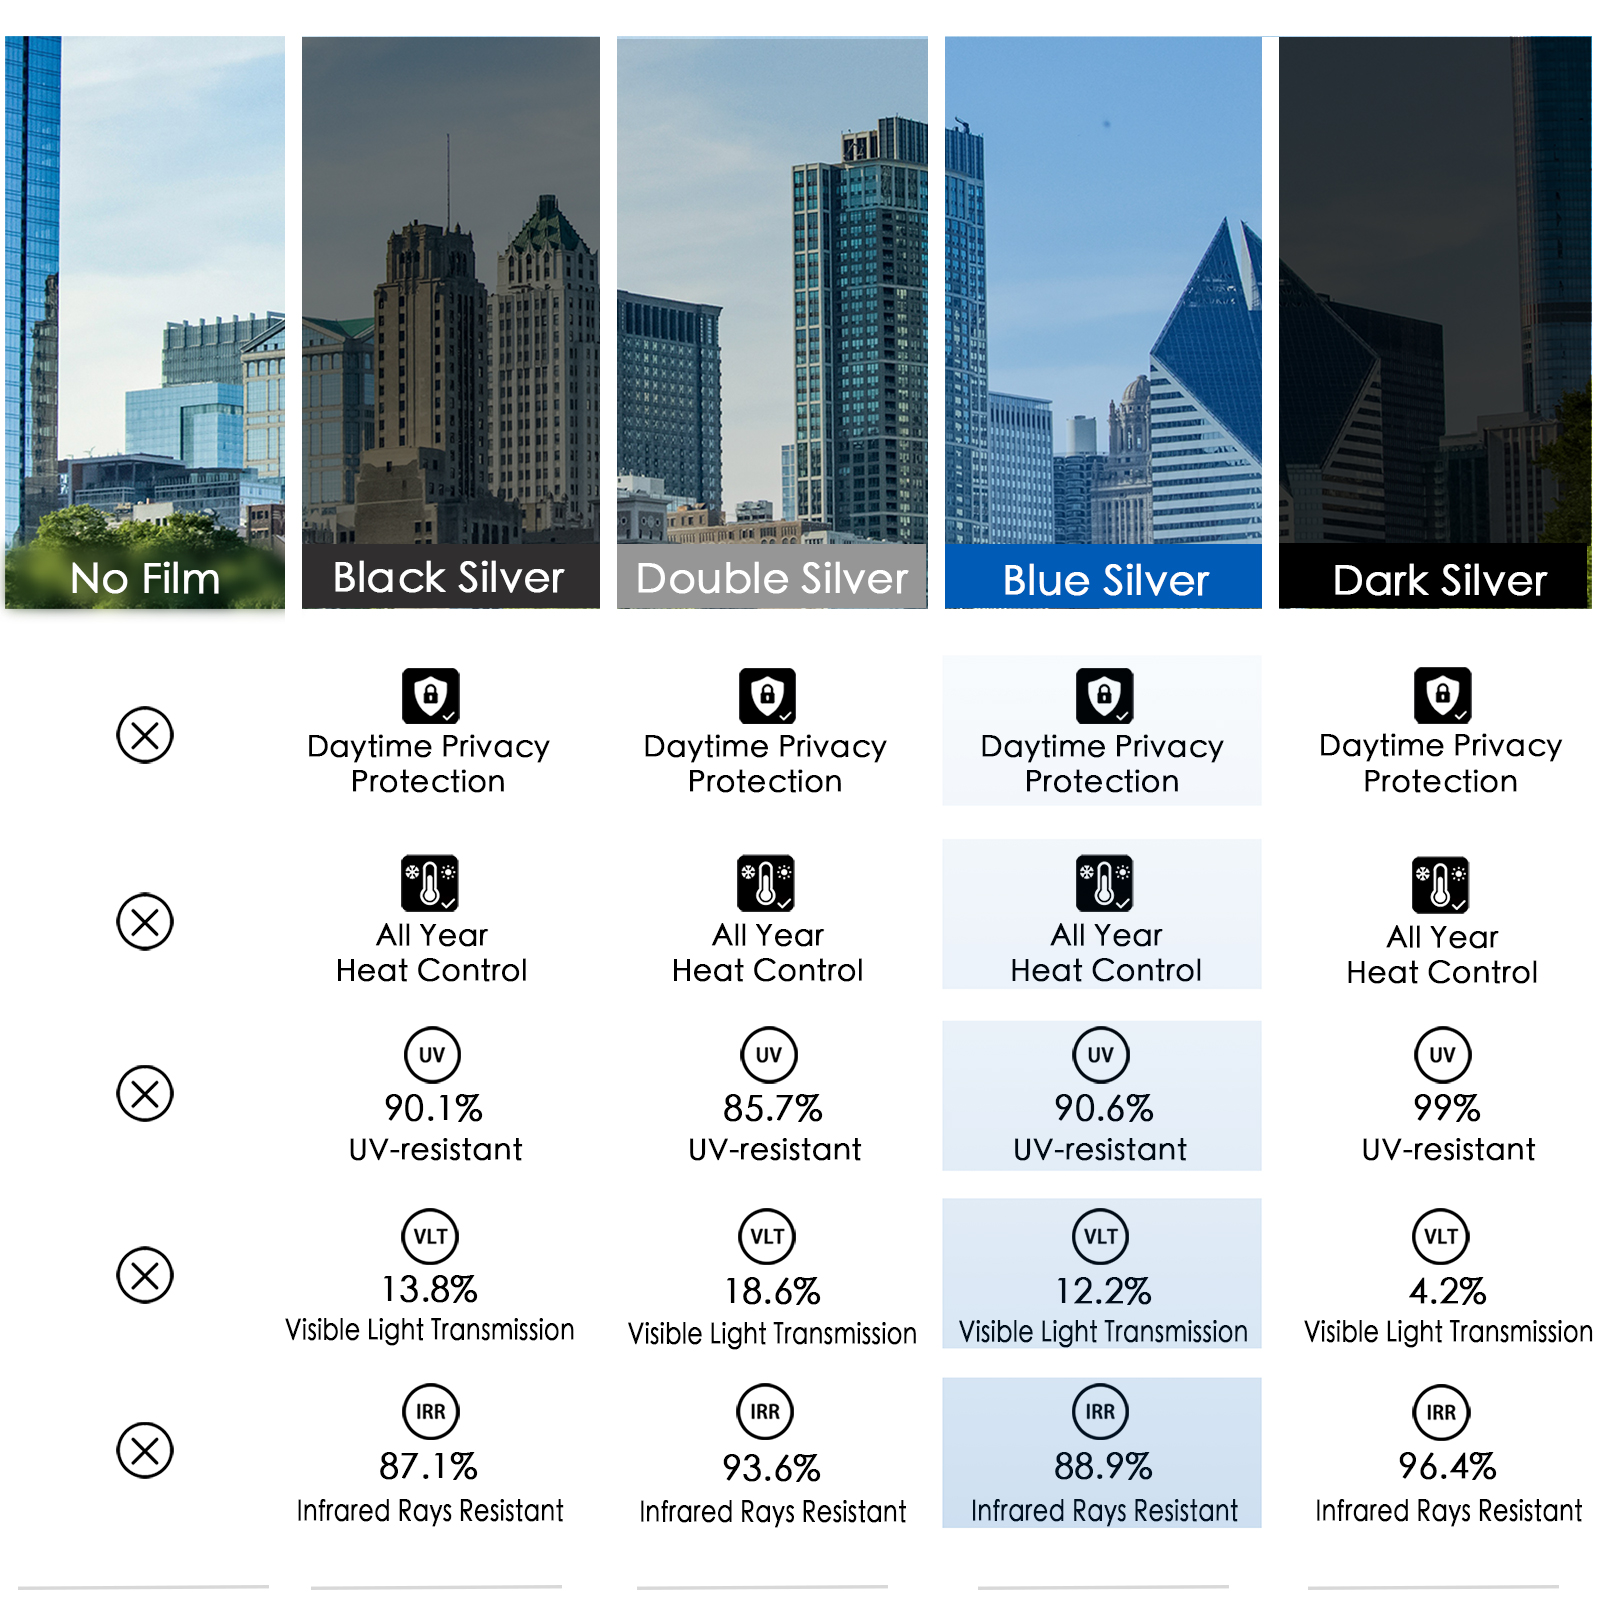 No Film
Black Silver
Double Silver
Blue Silver
Dark Silver
Daytime Privacy
Protection
Daytime Privacy
Protection
Daytime Privacy
Protection
Daytime Privacy
Protection
All Year
Heat Control
All Year
Heat Control
All Year
Heat Control
All Year
Heat Control
UV
90.1%
UV-resistant
UV
85.7%
UV-resistant
UV
90.6%
UV-resistant
UV
99%
UV-resistant
VLT
13.8%
Visible Light Transmission
VLT
18.6%
Visible Light Transmission
VLT
12.2%
Visible Light Transmission
VLT
4.2%
Visible Light Transmission
IRR
87.1%
Infrared Rays Resistant
IRR
93.6%
Infrared Rays Resistant
IRR
88.9%
Infrared Rays Resistant
IRR
96.4%
Infrared Rays Resistant